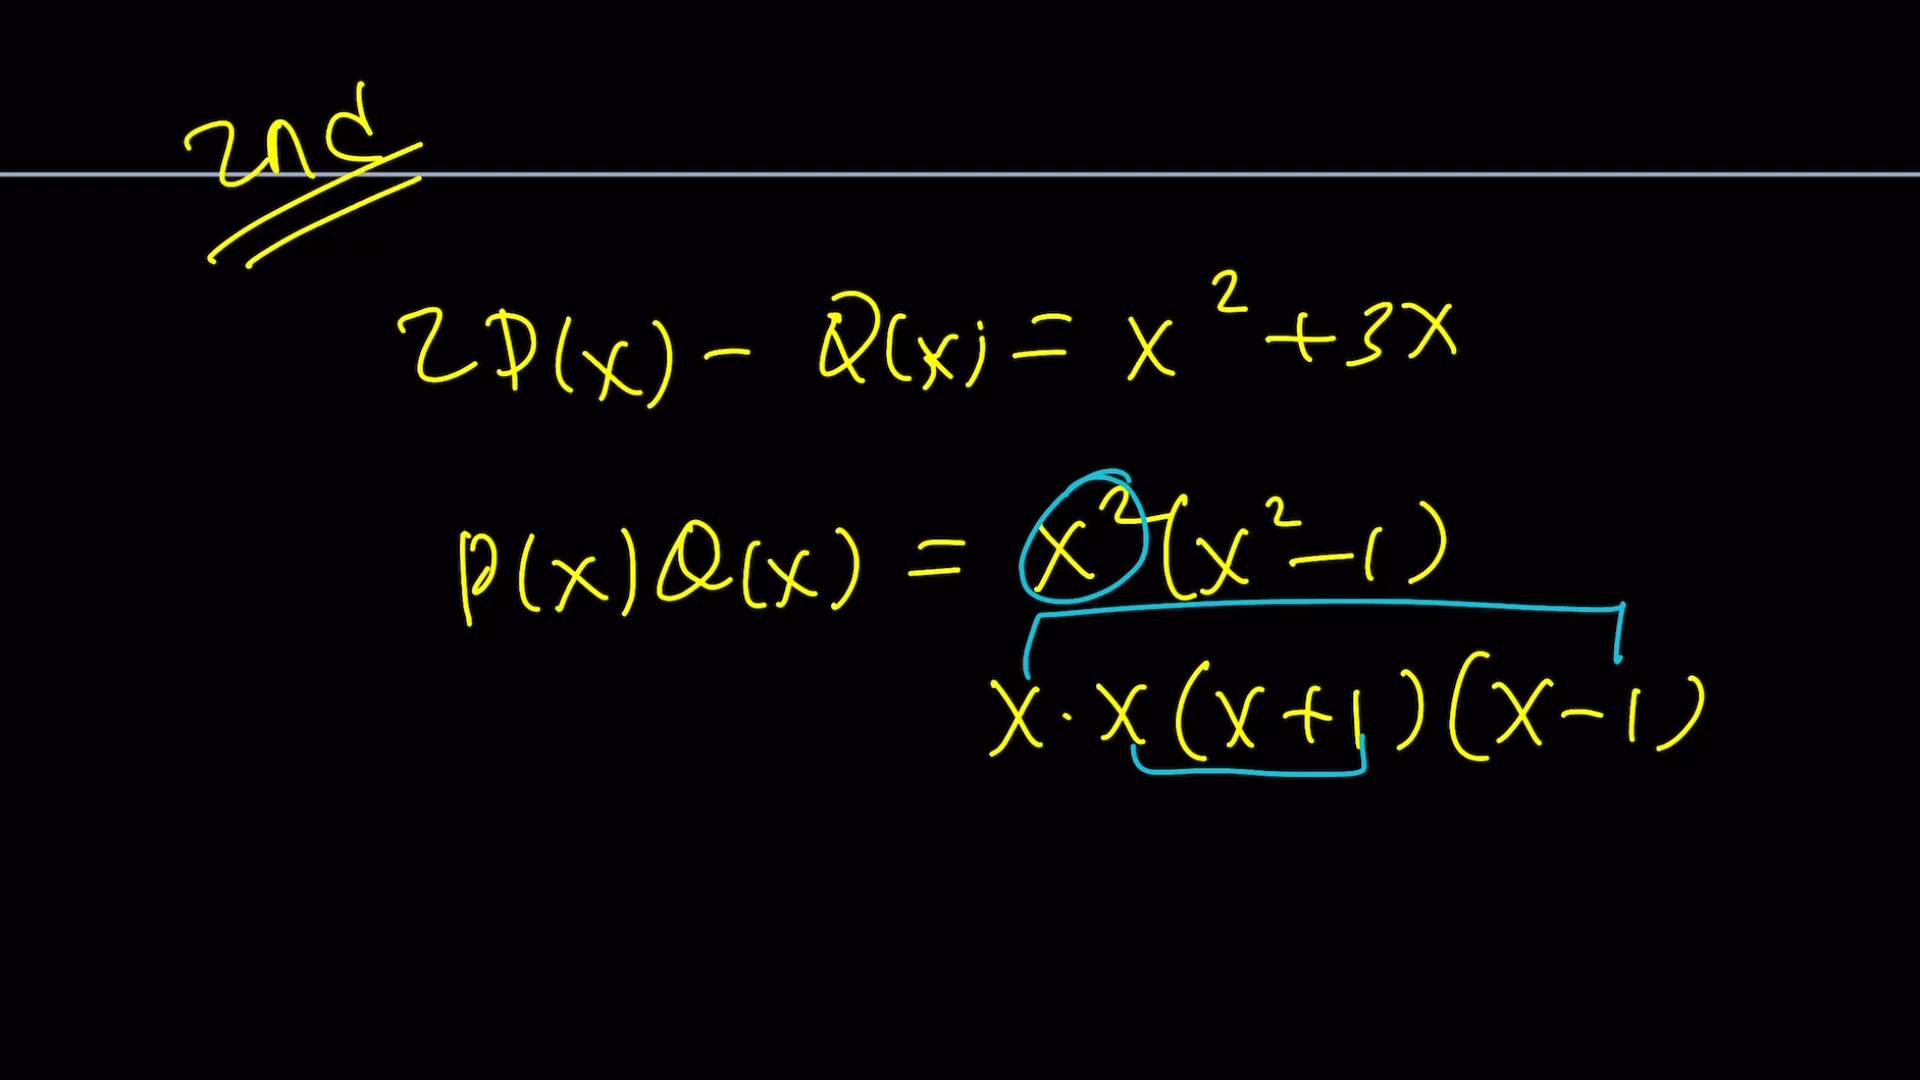 2nd
2P(x) - Q(x) = x² + 3x
P(x)Q(x) = x²(x² - 1)
x · x(x+1)(x-1)